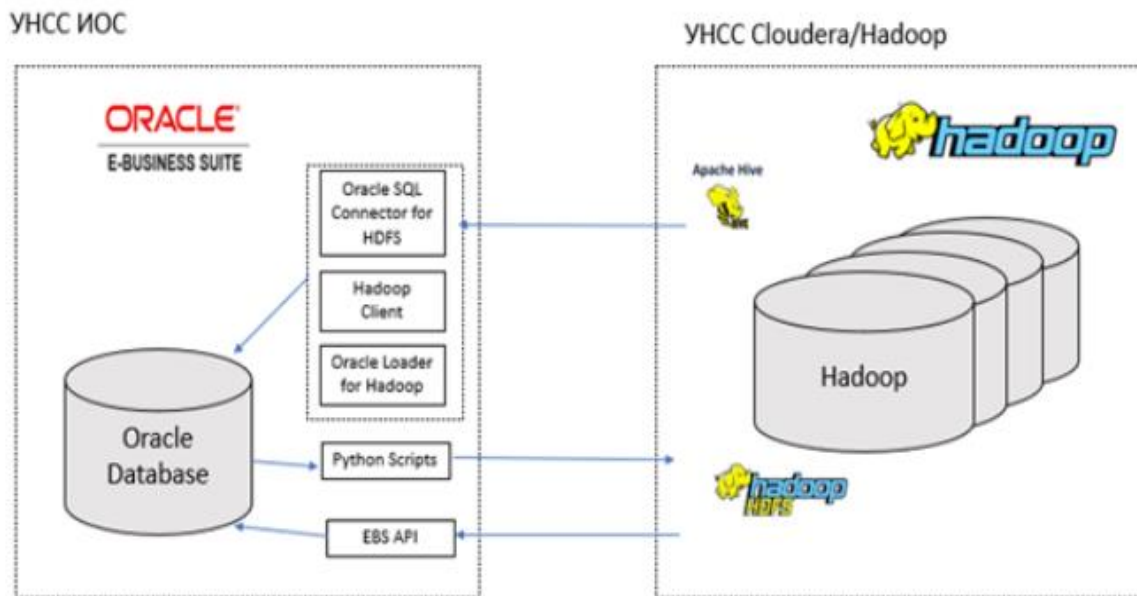 УНСС ИОС
УНСС Cloudera/Hadoop
ORACLE®
E-BUSINESS SUITE
hadoop
Apache Hive
HIVE
Oracle SQL
Connector for
HDFS
Hadoop
Client
Oracle Loader
for Hadoop
Hadoop
Oracle
Database
Python Scripts
hadoop
HDFS
EBS API